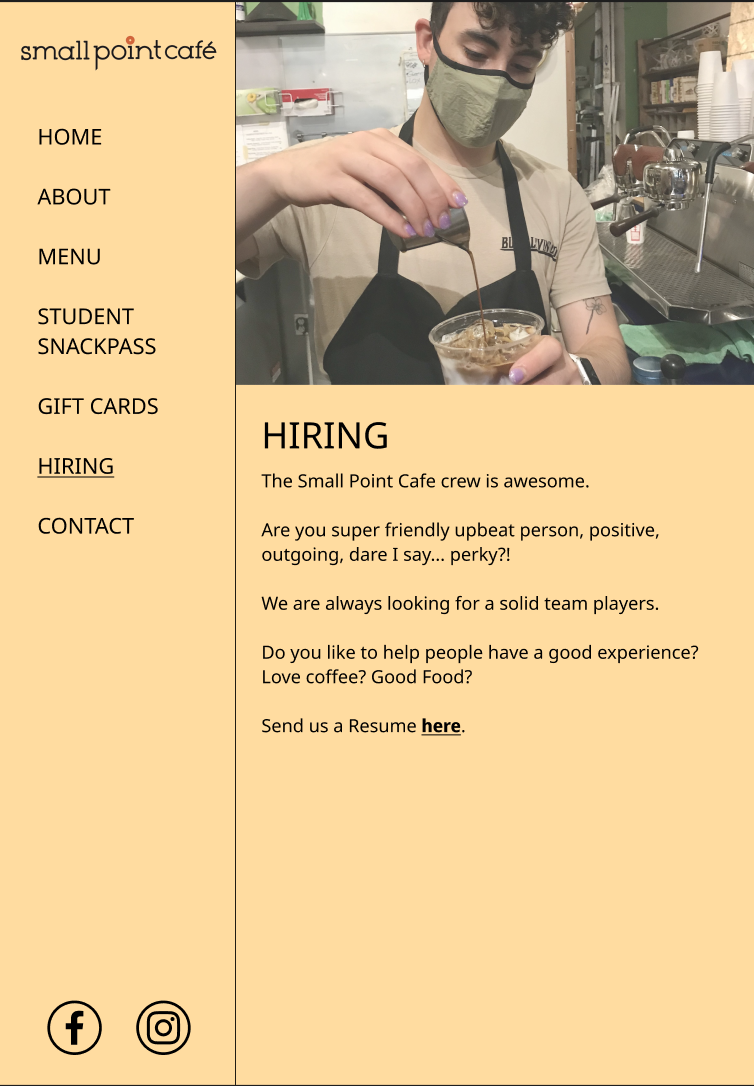 small point café
HOME
ABOUT
MENU
STUDENT
SNACKPASS
GIFT CARDS
HIRING
CONTACT
HIRING
The Small Point Cafe crew is awesome.
Are you super friendly upbeat person, positive,
outgoing, dare I say... perky?!
We are always looking for a solid team players.
Do you like to help people have a good experience?
Love coffee? Good Food?
Send us a Resume here.